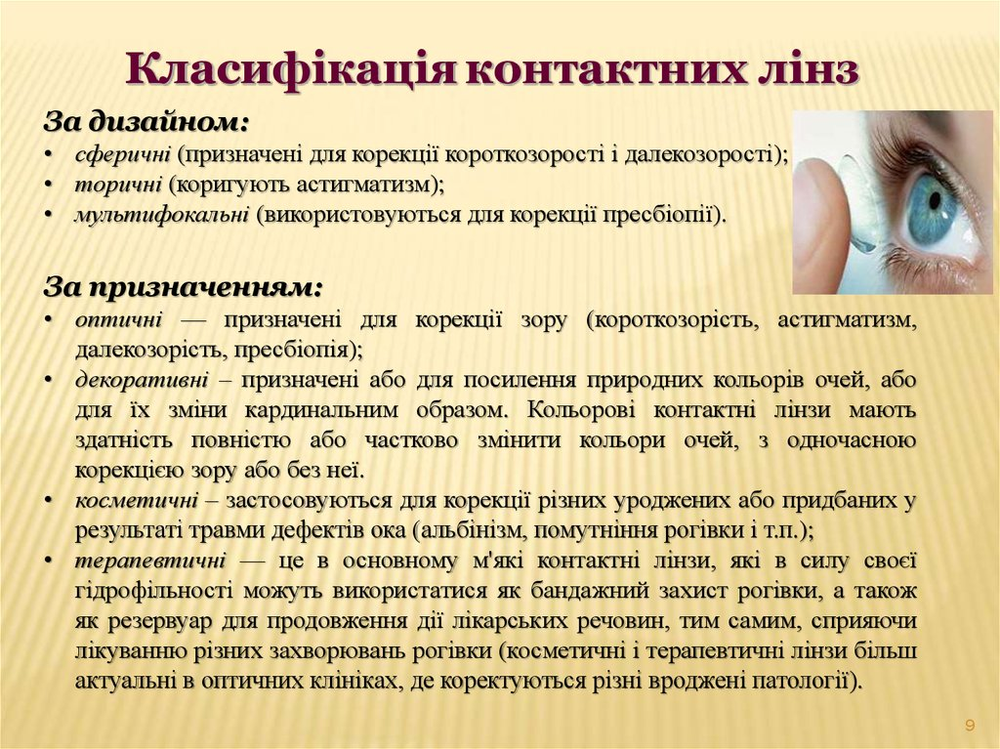 Класифікація контактних лінз
За дизайном:
• сферичні (призначені для корекції короткозорості і далекозорості);
• торичні (коригують астигматизм);
• мультифокальні (використовуються для корекції пресбіопії).
За призначенням:
• оптичні — призначені для корекції зору (короткозорість, астигматизм,
далекозорість, пресбіопія);
• декоративні – призначені або для посилення природних кольорів очей, або
для їх зміни кардинальним образом. Кольорові контактні лінзи мають
здатність повністю або частково змінити кольори очей, з одночасною
корекцією зору або без неї.
• косметичні – застосовуються для корекції різних уроджених або придбаних у
результаті травми дефектів ока (альбінізм, помутніння рогівки і т.п.);
• терапевтичні — це в основному м'які контактні лінзи, які в силу своєї
гідрофільності можуть використатися як бандажний захист рогівки, а також
як резервуар для продовження дії лікарських речовин, тим самим, сприяючи
лікуванню різних захворювань рогівки (косметичні і терапевтичні лінзи більш
актуальні в оптичних клініках, де коректуються різні вроджені патології).
9